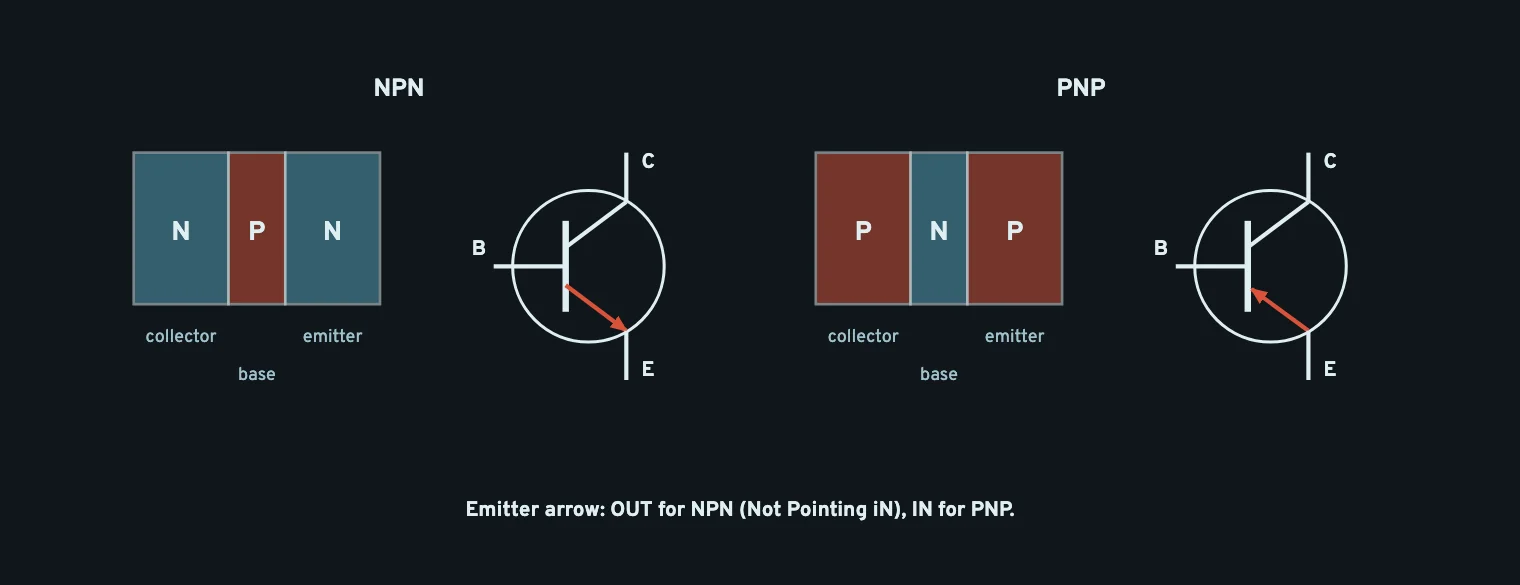 NPN
N P N
collector
emitter
base
B
C
E
PNP
P N P
collector
emitter
base
B
C
E
Emitter arrow: OUT for NPN (Not Pointing iN), IN for PNP.